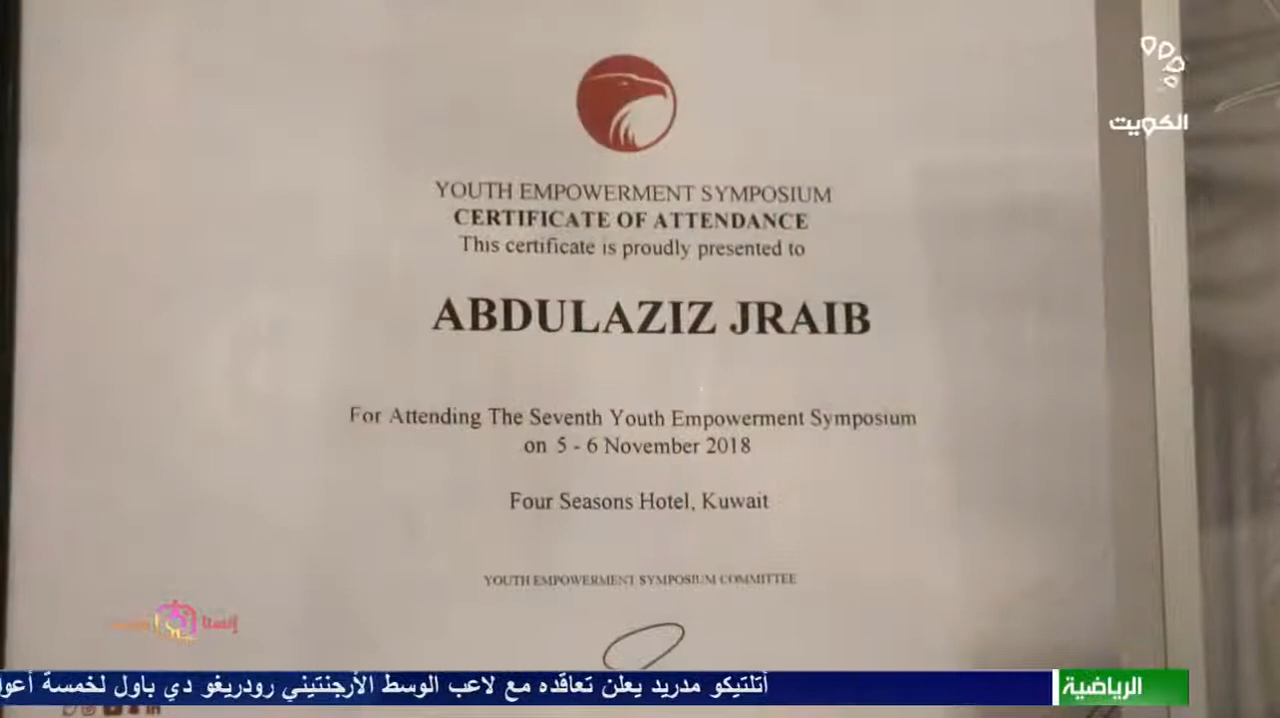 الكويت
YOUTH EMPOWERMENT SYMPOSIUM
CERTIFICATE OF ATTENDANCE
This certificate is proudly presented to
ABDULAZIZ JRAIB
For Attending The Seventh Youth Empowerment Symposium
on 5 - 6 November 2018
Four Seasons Hotel, Kuwait
YOUTH EMPOWERMENT SYMPOSIUM COMMITTEE
إنستا
الرياضية
أتلتيكو مدريد يعلن تعاقده مع لاعب الوسط الأرجنتيني رودريغو دي باول لخمسة أعوا